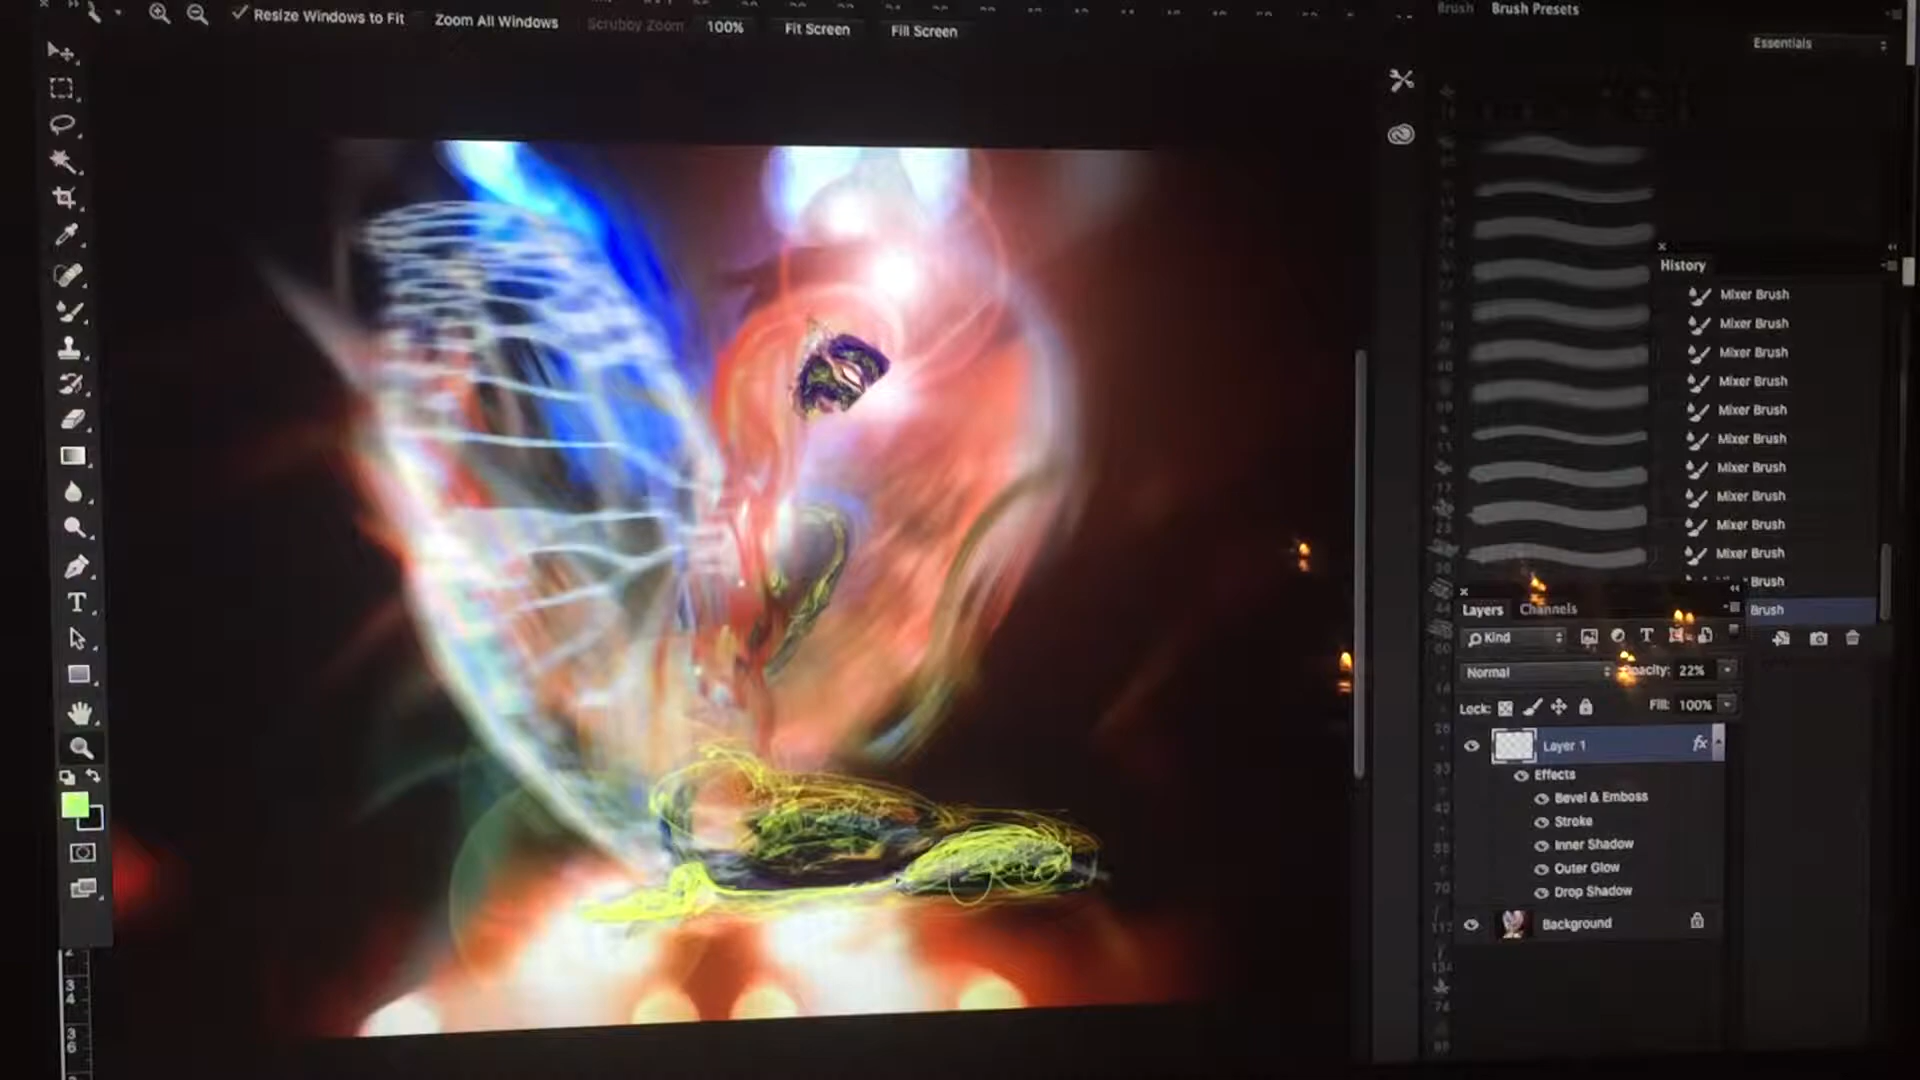 Brush Brush Presets
Resize Windows to Fit Zoom All Windows Scrubby Zoom 100% Fit Screen Fill Screen
Essentials
History
Mixer Brush
Mixer Brush
Mixer Brush
Mixer Brush
Mixer Brush
Mixer Brush
Mixer Brush
Mixer Brush
Mixer Brush
Mixer Brush
Brush
Brush
Layers Channels
Kind
Normal Opacity: 22%
Lock: Fill: 100%
Layer 1 fx
Effects
Bevel & Emboss
Stroke
Inner Shadow
Outer Glow
Drop Shadow
Background